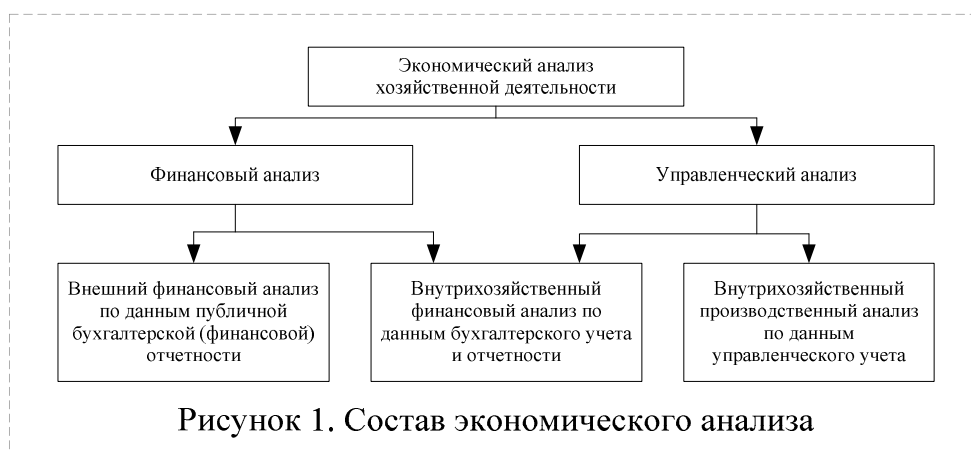 Экономический анализ
хозяйственной деятельности
Финансовый анализ
Управленческий анализ
Внешний финансовый анализ
по данным публичной
бухгалтерской (финансовой)
отчетности
Внутрихозяйственный
финансовый анализ по
данным бухгалтерского учета
и отчетности
Внутрихозяйственный
производственный анализ
по данным
управленческого учета
Рисунок 1. Состав экономического анализа